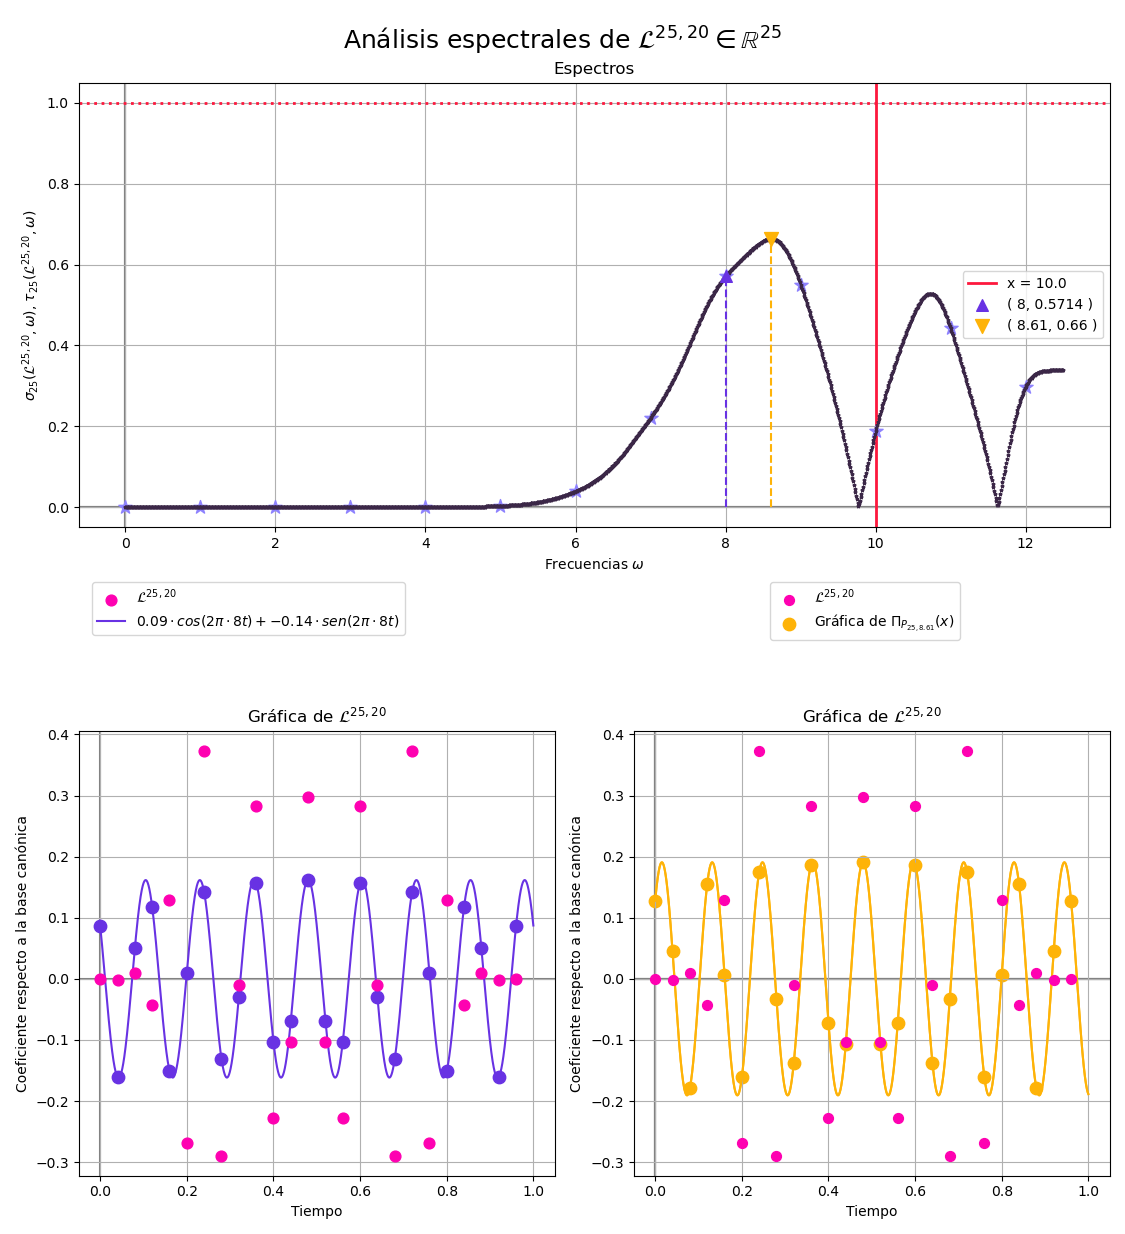 Análisis espectrales de 𝓛^{25,20} ∈ ℝ^{25}
Espectros
1.0
0.8
0.6
0.4
0.2
0.0
σ_{25}(𝓛^{25,20}, ω), τ_{25}(𝓛^{25,20}, ω)
x = 10.0
( 8, 0.5714 )
( 8.61, 0.66 )
0 2 4 6 8 10 12
Frecuencias ω
𝓛^{25,20}
0.09 · cos(2π · 8t) + −0.14 · sen(2π · 8t)
𝓛^{25,20}
Gráfica de Π_{P_{25,8.61}}(x)
Gráfica de 𝓛^{25,20}
0.4
0.3
0.2
0.1
0.0
−0.1
−0.2
−0.3
Coeficiente respecto a la base canónica
0.0 0.2 0.4 0.6 0.8 1.0
Tiempo
Gráfica de 𝓛^{25,20}
0.4
0.3
0.2
0.1
0.0
−0.1
−0.2
−0.3
Coeficiente respecto a la base canónica
0.0 0.2 0.4 0.6 0.8 1.0
Tiempo